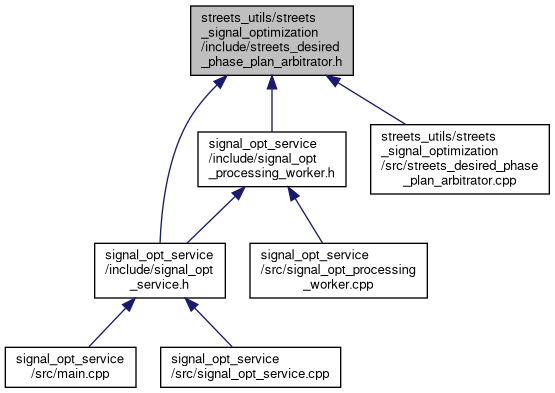 streets_utils/streets
_signal_optimization
/include/streets_desired
_phase_plan_arbitrator.h
signal_opt_service
/include/signal_opt
_processing_worker.h
streets_utils/streets
_signal_optimization
/src/streets_desired_phase
_plan_arbitrator.cpp
signal_opt_service
/include/signal_opt
_service.h
signal_opt_service
/src/signal_opt_processing
_worker.cpp
signal_opt_service
/src/main.cpp
signal_opt_service
/src/signal_opt_service.cpp